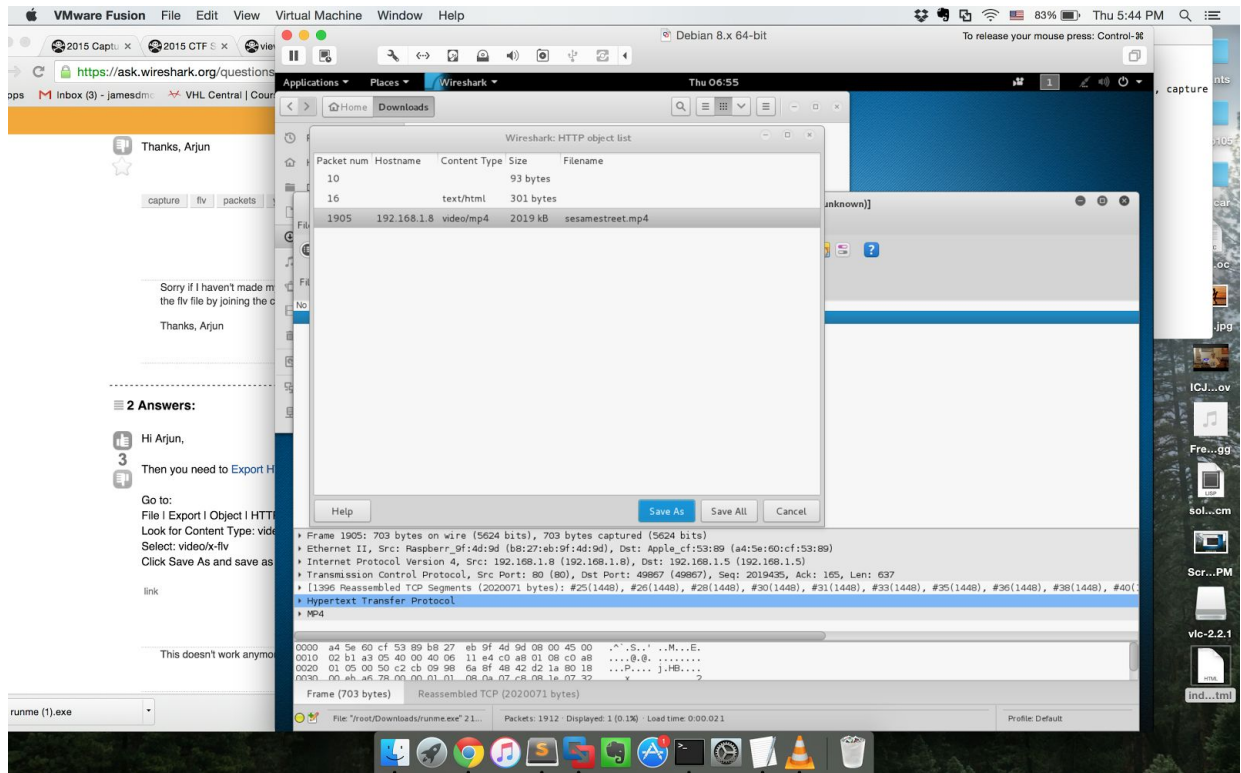 VMware Fusion File Edit View Virtual Machine Window Help
83% Thu 5:44 PM
2015 Captu × 2015 CTF S ×
Debian 8.x 64-bit
To release your mouse press: Control-⌘
https://ask.wireshark.org/questions
ops Inbox (3) - jamesdmc VHL Central | Cour
, capture
Applications Places Wireshark Thu 06:55 1
Home Downloads
Thanks, Arjun
capture flv packets
Wireshark: HTTP object list
Packet num Hostname Content Type Size Filename
10 93 bytes
16 text/html 301 bytes
1905 192.168.1.8 video/mp4 2019 kB sesamestreet.mp4
unknown)]
No
Sorry if I haven't made m
the flv file by joining the c
Thanks, Arjun
2 Answers:
Hi Arjun,
3
Then you need to Export H
Go to:
File I Export I Object I HTT
Look for Content Type: vide
Select: video/x-flv
Click Save As and save as
link
This doesn't work anymo
Help Save As Save All Cancel
Frame 1905: 703 bytes on wire (5624 bits), 703 bytes captured (5624 bits)
Ethernet II, Src: Raspberr_9f:4d:9d (b8:27:eb:9f:4d:9d), Dst: Apple_cf:53:89 (a4:5e:60:cf:53:89)
Internet Protocol Version 4, Src: 192.168.1.8 (192.168.1.8), Dst: 192.168.1.5 (192.168.1.5)
Transmission Control Protocol, Src Port: 80 (80), Dst Port: 49867 (49867), Seq: 2019435, Ack: 165, Len: 637
[1396 Reassembled TCP Segments (2020071 bytes): #25(1448), #26(1448), #28(1448), #30(1448), #31(1448), #33(1448), #35(1448), #36(1448), #38(1448), #40(
Hypertext Transfer Protocol
MP4
0000 a4 5e 60 cf 53 89 b8 27 eb 9f 4d 9d 08 00 45 00 .^`.S..' ..M...E.
0010 02 b1 a3 05 40 00 40 06 11 e4 c0 a8 01 08 c0 a8 ....@.@. ........
0020 01 05 00 50 c2 cb 09 98 6a 8f 48 42 d2 1a 80 18 ...P.... j.HB....
Frame (703 bytes) Reassembled TCP (2020071 bytes)
File: "/root/Downloads/runme.exe" 21... Packets: 1912 · Displayed: 1 (0.1%) · Load time: 0:00.021 Profile: Default
runme (1).exe
.jpg
ICJ...ov
Fre...gg
LISP
sol...cm
Scr...PM
vlc-2.2.1
HTML
ind...tml